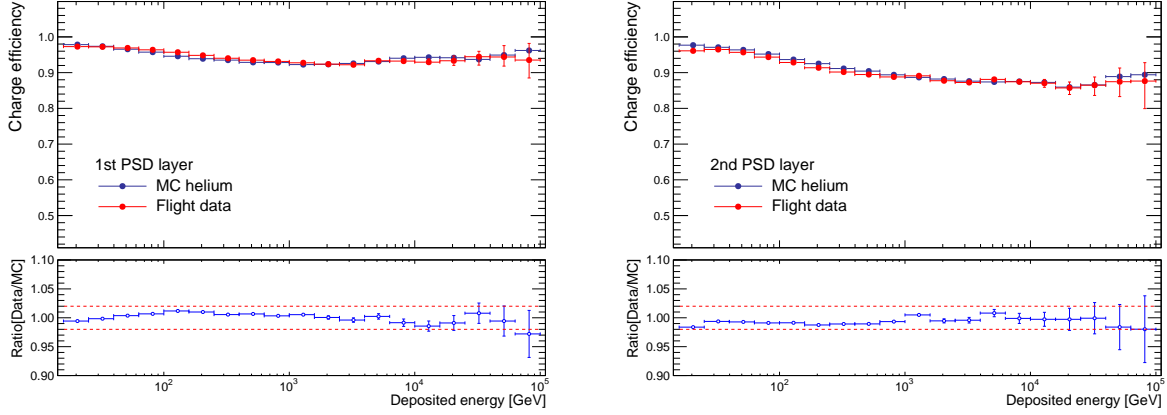 Charge efficiency
1.0
0.9
0.8
0.7
0.6
0.5
1st PSD layer
MC helium
Flight data
Ratio[Data/MC]
1.10
1.05
1.00
0.95
0.90
10²
10³
10⁴
10⁵
Deposited energy [GeV]
Charge efficiency
1.0
0.9
0.8
0.7
0.6
0.5
2nd PSD layer
MC helium
Flight data
Ratio[Data/MC]
1.10
1.05
1.00
0.95
0.90
10²
10³
10⁴
10⁵
Deposited energy [GeV]